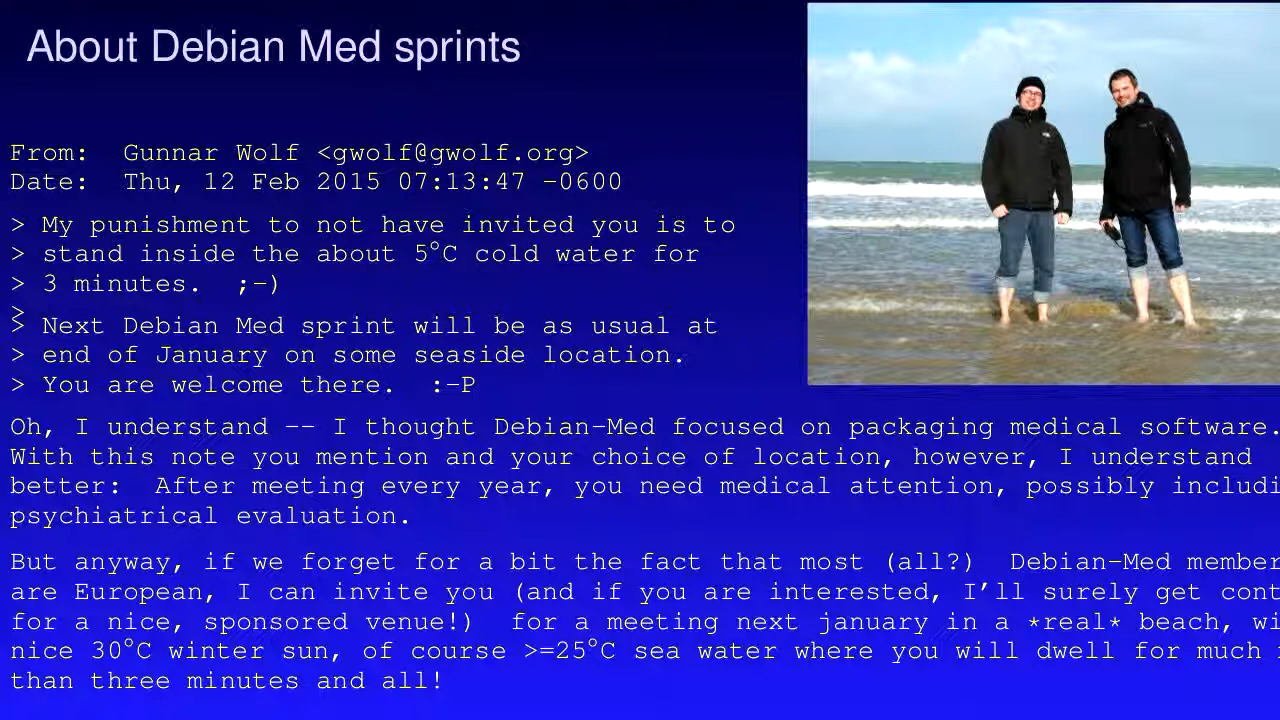 About Debian Med sprints
From:  Gunnar Wolf <gwolf@gwolf.org>
Date:  Thu, 12 Feb 2015 07:13:47 -0600
> My punishment to not have invited you is to
> stand inside the about 5°C cold water for
> 3 minutes.  ;-)
>
> Next Debian Med sprint will be as usual at
> end of January on some seaside location.
> You are welcome there.  :-P
Oh, I understand -- I thought Debian-Med focused on packaging medical software.
With this note you mention and your choice of location, however, I understand
better:  After meeting every year, you need medical attention, possibly includi
psychiatrical evaluation.
But anyway, if we forget for a bit the fact that most (all?)  Debian-Med member
are European, I can invite you (and if you are interested, I'll surely get cont
for a nice, sponsored venue!)  for a meeting next january in a *real* beach, wi
nice 30°C winter sun, of course >=25°C sea water where you will dwell for much
than three minutes and all!